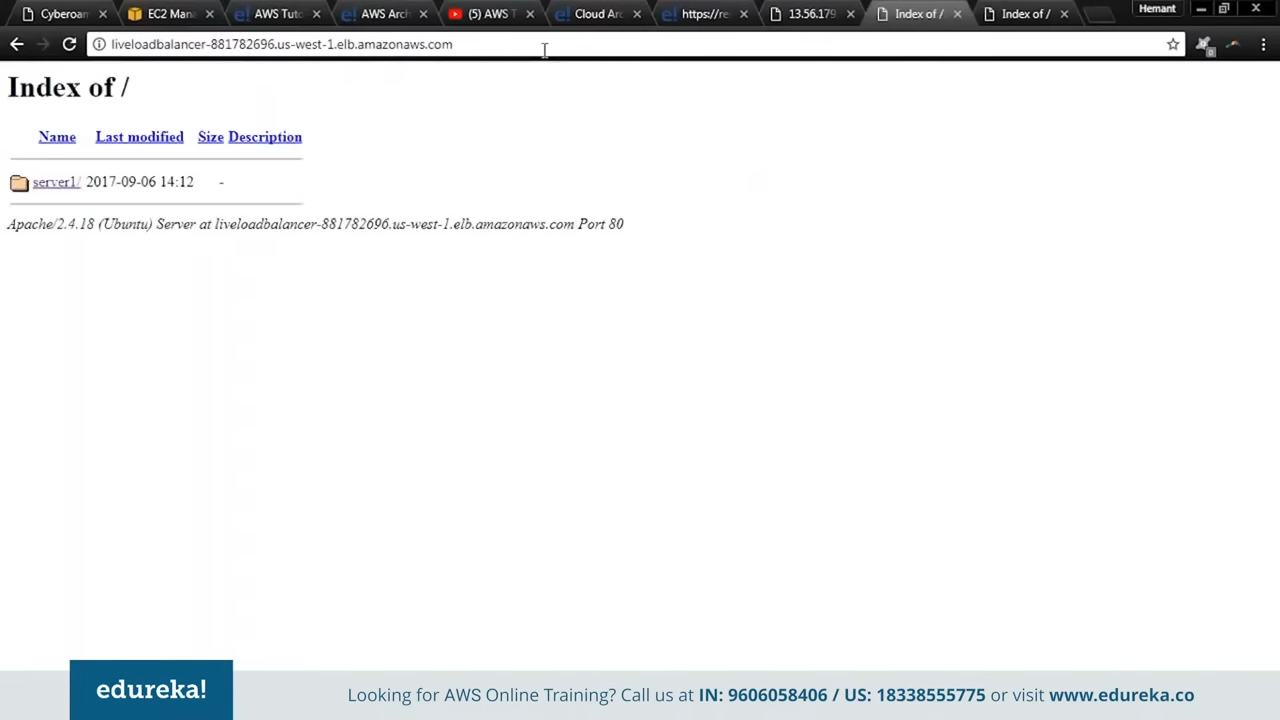 Cyberoam EC2 Mana AWS Tuto AWS Arch (5) AWS T Cloud Arc https://re 13.56.179 Index of / Index of / Hemant
liveloadbalancer-881782696.us-west-1.elb.amazonaws.com
Index of /
Name Last modified Size Description
server1/ 2017-09-06 14:12 -
Apache/2.4.18 (Ubuntu) Server at liveloadbalancer-881782696.us-west-1.elb.amazonaws.com Port 80
edureka!
Looking for AWS Online Training? Call us at IN: 9606058406 / US: 18338555775 or visit www.edureka.co